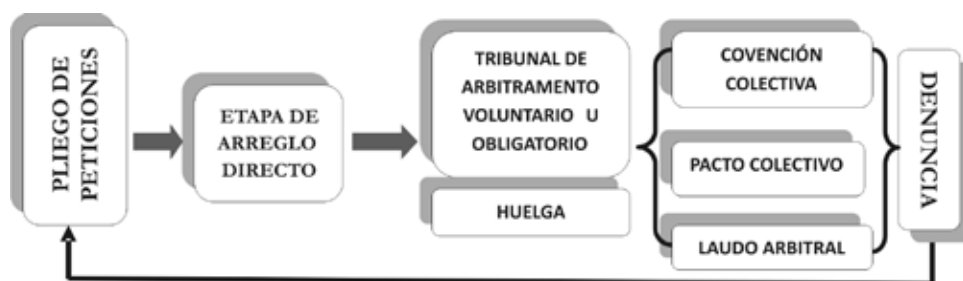 PLIEGO DE
PETICIONES
ETAPA DE
ARREGLO
DIRECTO
TRIBUNAL DE
ARBITRAMENTO
VOLUNTARIO U
OBLIGATORIO
HUELGA
COVENCIÓN
COLECTIVA
PACTO COLECTIVO
LAUDO ARBITRAL
DENUNCIA